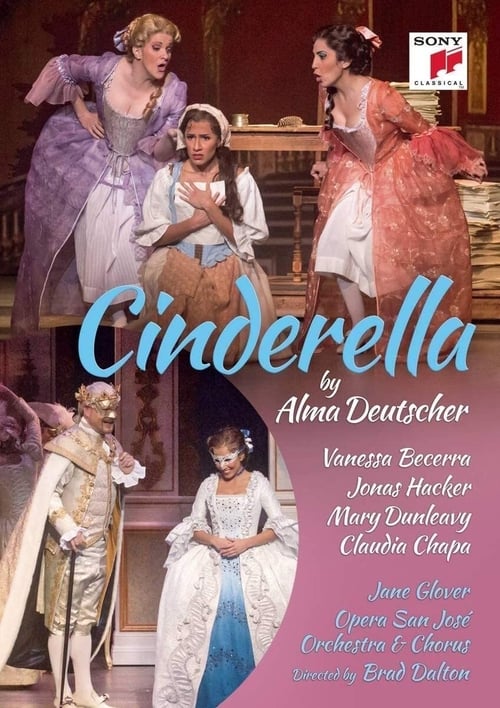 SONY
CLASSICAL
Cinderella
by
Alma Deutscher
Vanessa Becerra
Jonas Hacker
Mary Dunleavy
Claudia Chapa
Jane Glover
Opera San José
Orchestra & Chorus
Directed by Brad Dalton